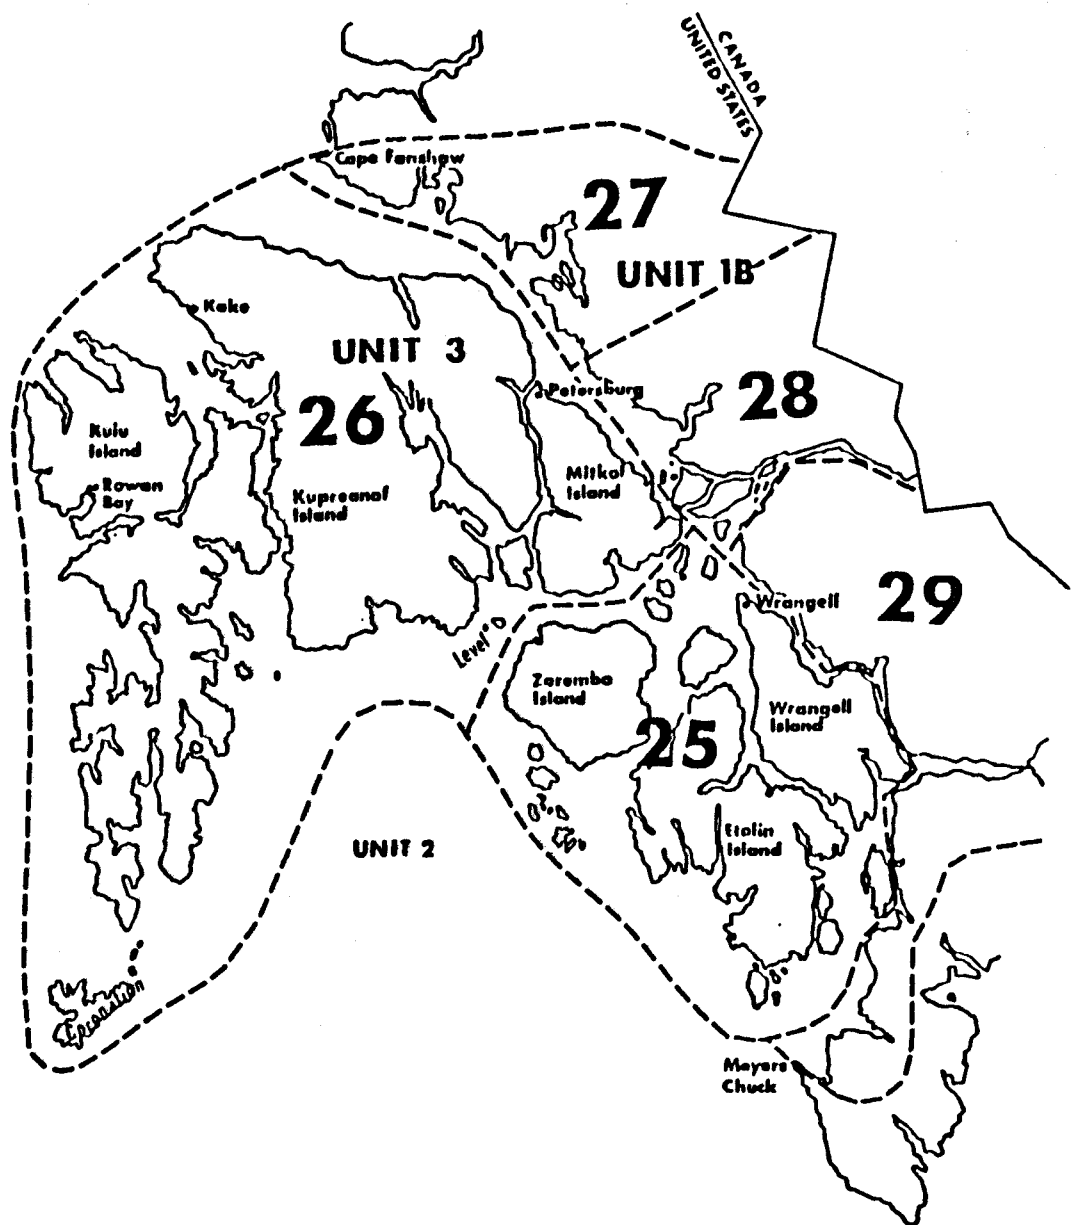 CANADA
UNITED STATES
Cape Fanshaw
27
UNIT 1B
Kake
UNIT 3
Petersburg
28
26
Kuiu
Island
Rowan
Bay
Mitkof
Island
Kupreanof
Island
29
Wrangell
Level
Zarembo
Island
Wrangell
Island
25
UNIT 2
Etolin
Island
Coronation
Meyers
Chuck